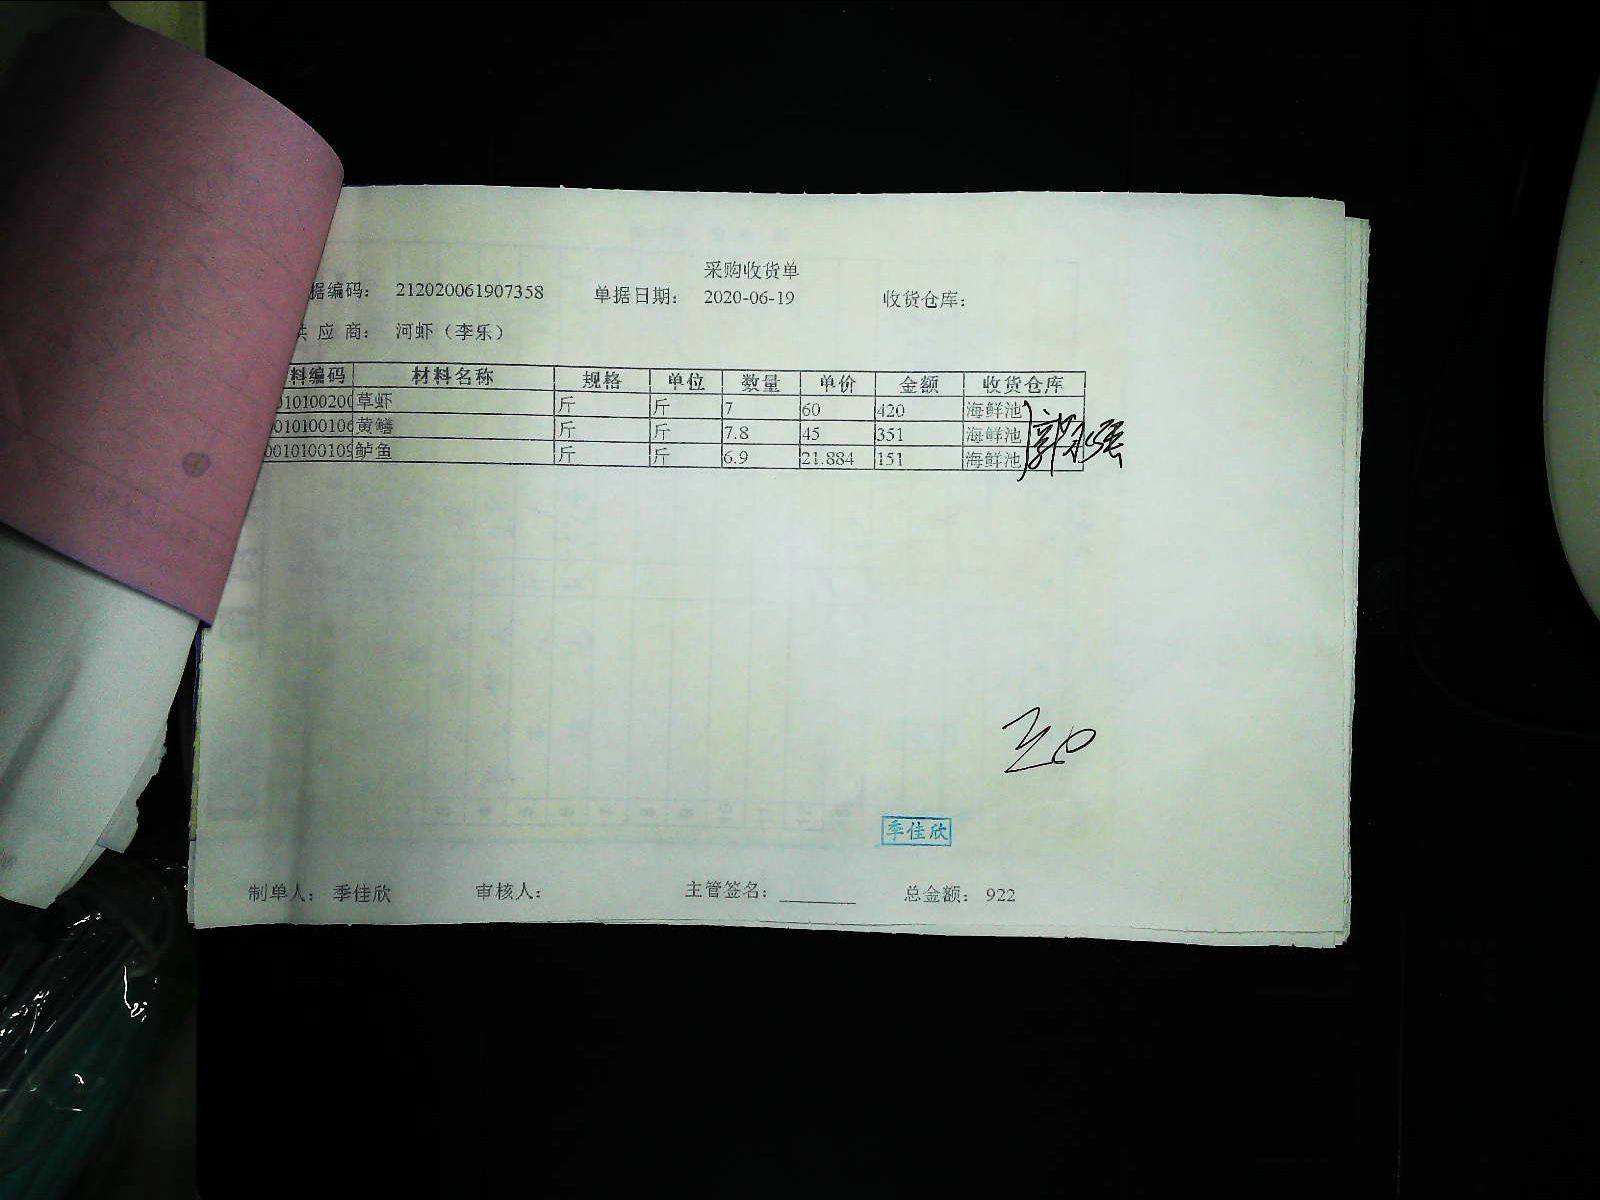 采购收货单
据编码： 212020061907358 单据日期： 2020-06-19 收货仓库：
供 应 商： 河虾（李乐）
料编码 材料名称 规格 单位 数量 单价 金额 收货仓库
010100200 草虾 斤 斤 7 60 420 海鲜池
010100106 黄鳝 斤 斤 7.8 45 351 海鲜池
0010100109 鲈鱼 斤 斤 6.9 21.884 151 海鲜池
季佳欣
制单人： 季佳欣 审核人： 主管签名： 总金额： 922